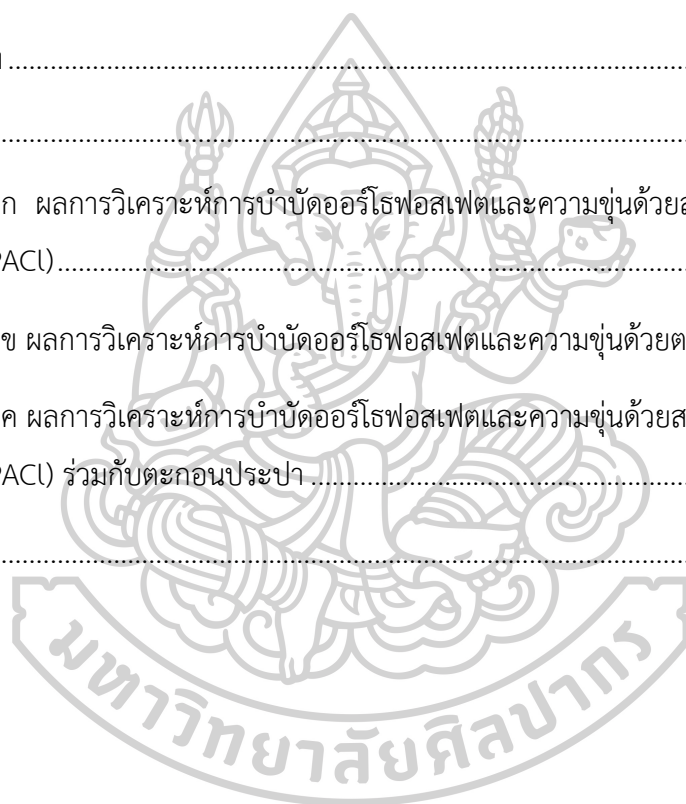 ก ผลการวิเคราะห์การบำบัดออร์โธฟอสเฟตและความขุ่นด้วย
PACl)
ข ผลการวิเคราะห์การบำบัดออร์โธฟอสเฟตและความขุ่นด้วย
ค ผลการวิเคราะห์การบำบัดออร์โธฟอสเฟตและความขุ่นด้วย
PACl) ร่วมกับตะกอนประปา
มหาวิทยาลัยศิลปากร